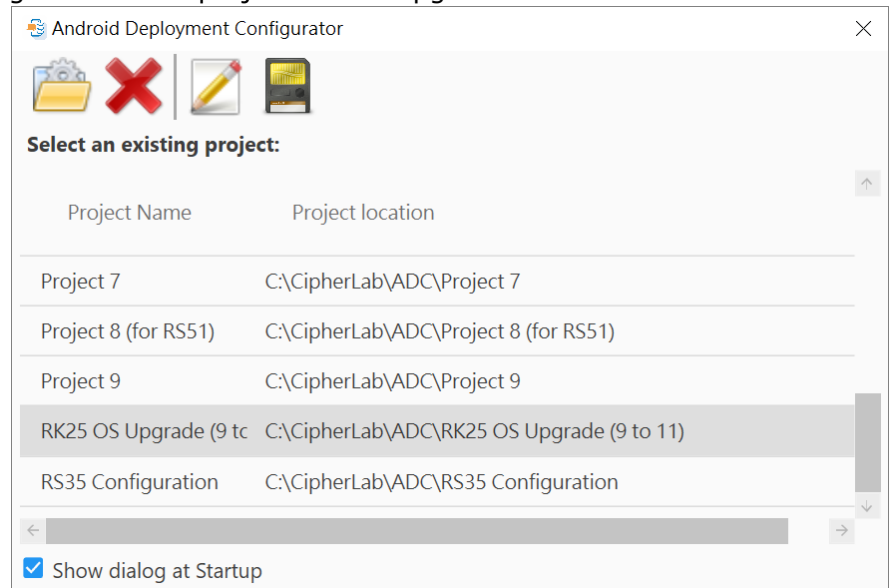 Android Deployment Configurator
Select an existing project:
Project Name Project location
Project 7 C:\CipherLab\ADC\Project 7
Project 8 (for RS51) C:\CipherLab\ADC\Project 8 (for RS51)
Project 9 C:\CipherLab\ADC\Project 9
RK25 OS Upgrade (9 to C:\CipherLab\ADC\RK25 OS Upgrade (9 to 11)
RS35 Configuration C:\CipherLab\ADC\RS35 Configuration
Show dialog at Startup